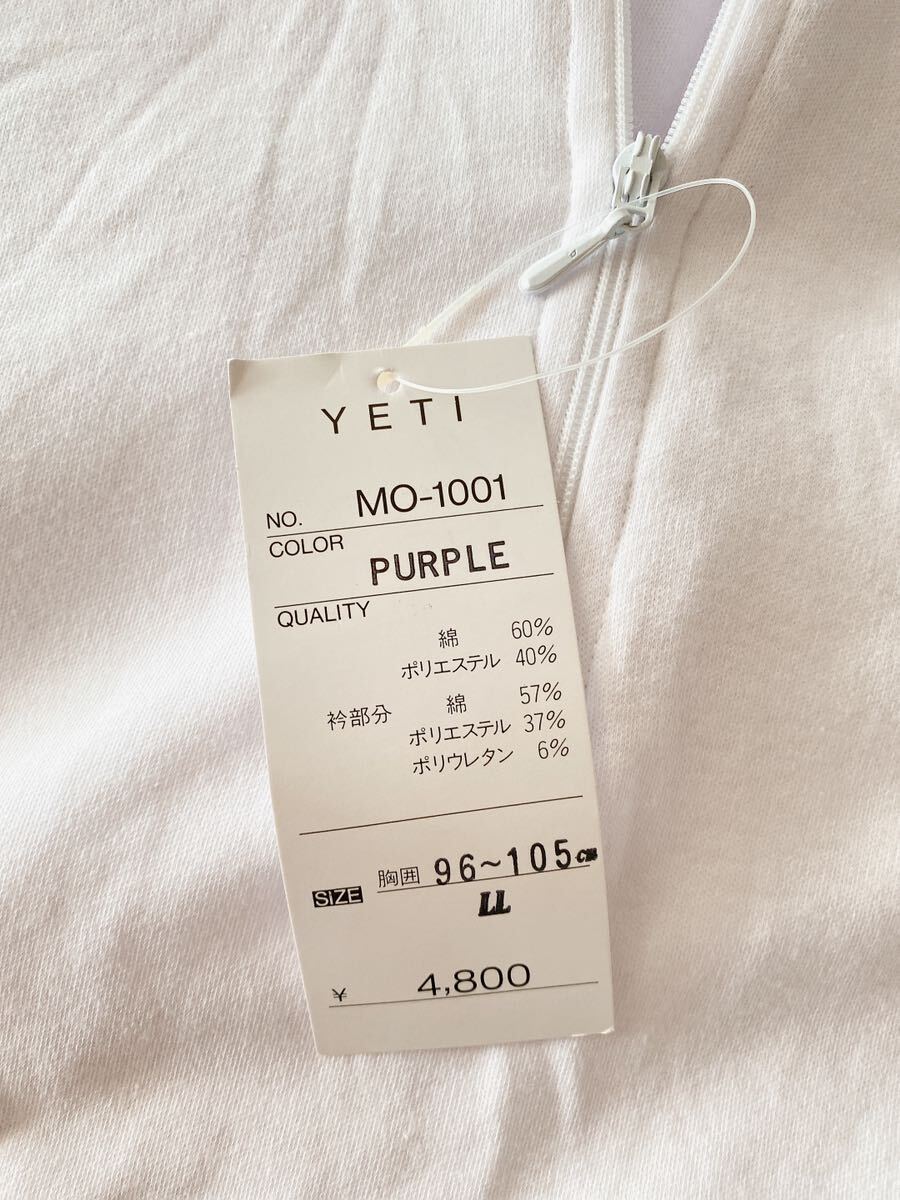 YETI
NO. MO-1001
COLOR
PURPLE
QUALITY
綿 60%
ポリエステル 40%
衿部分 綿 57%
ポリエステル 37%
ポリウレタン 6%
SIZE 胸囲 96~105cm
LL
¥ 4,800